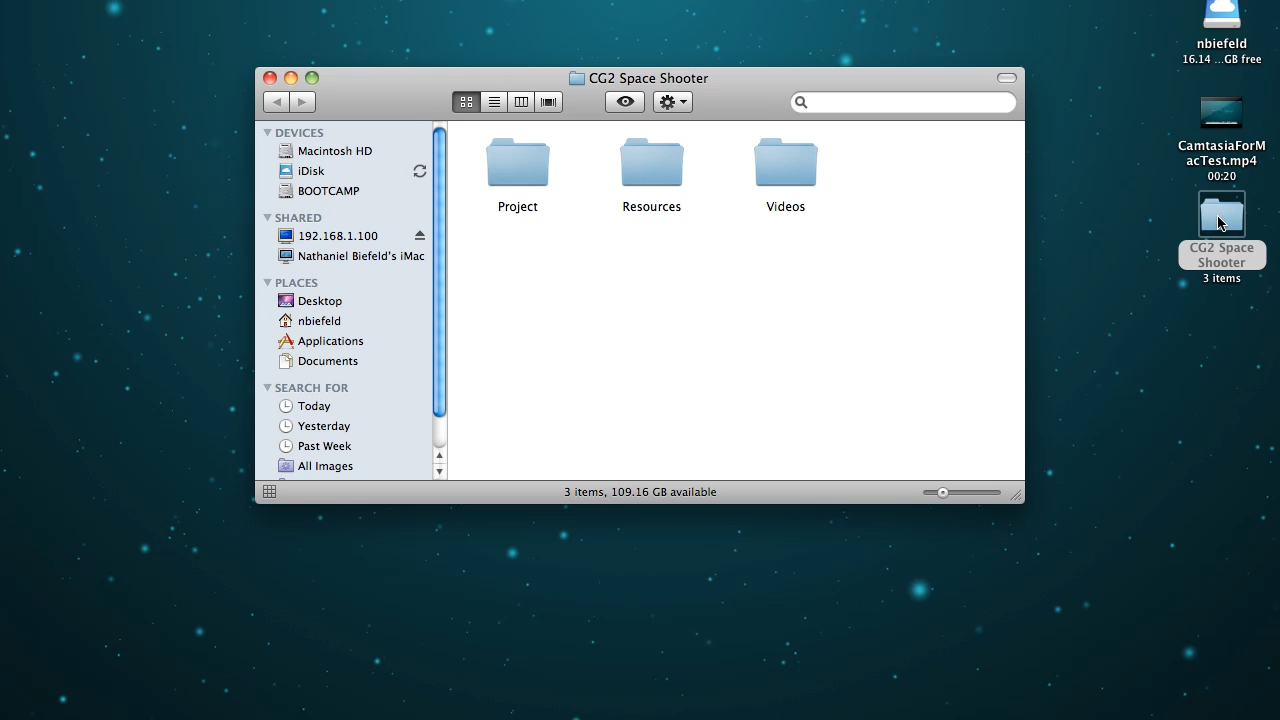 CG2 Space Shooter
DEVICES
Macintosh HD
iDisk
BOOTCAMP
SHARED
192.168.1.100
Nathaniel Biefeld's iMac
PLACES
Desktop
nbiefeld
Applications
Documents
SEARCH FOR
Today
Yesterday
Past Week
All Images
Project
Resources
Videos
3 items, 109.16 GB available
nbiefeld
16.14 ...GB free
CamtasiaForM
acTest.mp4
00:20
CG2 Space
Shooter
3 items